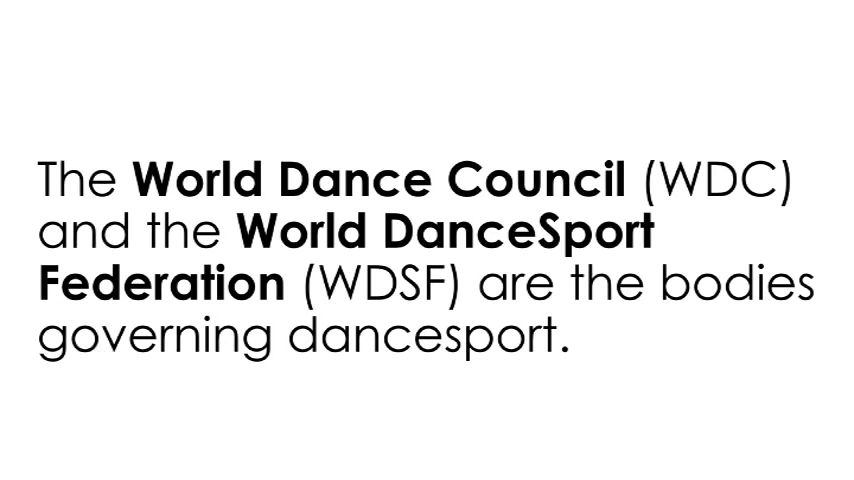 The World Dance Council (WDC)
and the World DanceSport
Federation (WDSF) are the bodies
governing dancesport.